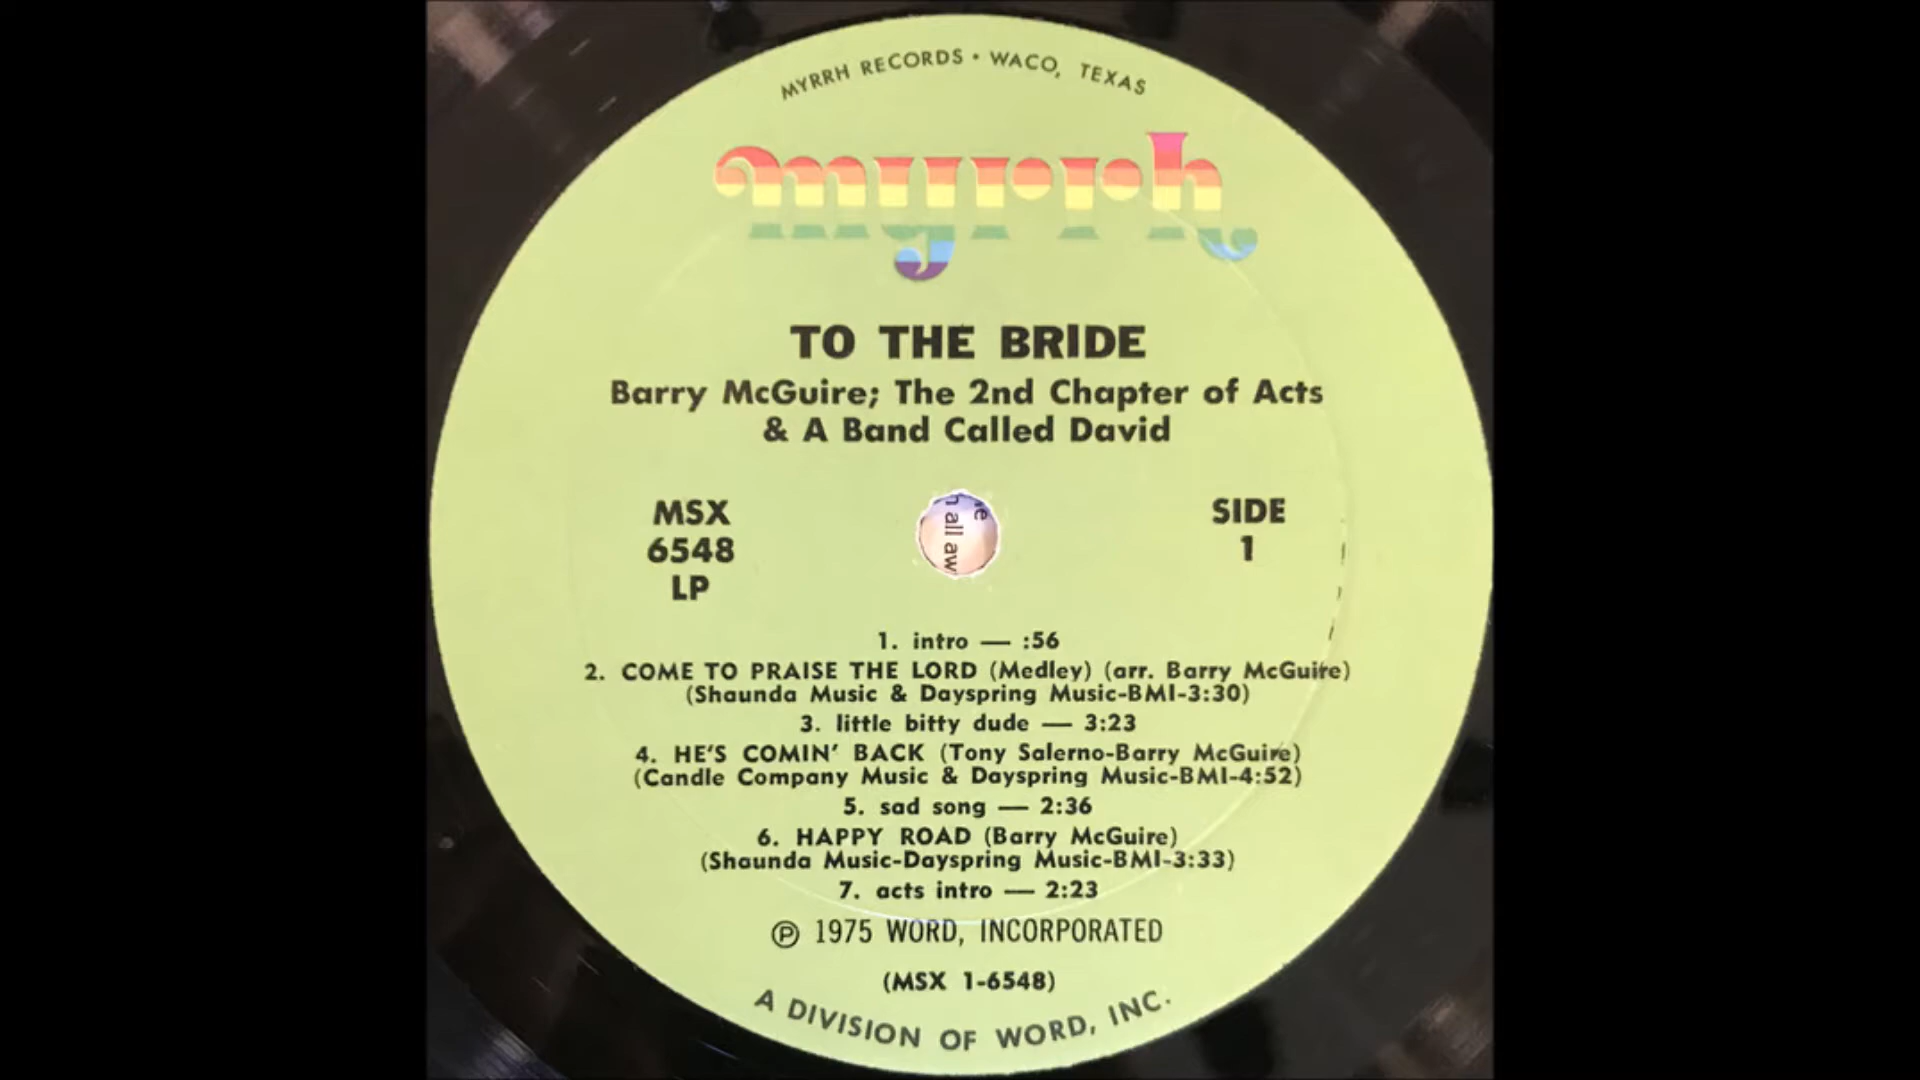 MYRRH RECORDS • WACO, TEXAS
myrrh
TO THE BRIDE
Barry McGuire; The 2nd Chapter of Acts
& A Band Called David
MSX
6548
LP
SIDE
1
all aw
1. intro — :56
2. COME TO PRAISE THE LORD (Medley) (arr. Barry McGuire)
(Shaunda Music & Dayspring Music-BMI-3:30)
3. little bitty dude — 3:23
4. HE'S COMIN' BACK (Tony Salerno-Barry McGuire)
(Candle Company Music & Dayspring Music-BMI-4:52)
5. sad song — 2:36
6. HAPPY ROAD (Barry McGuire)
(Shaunda Music-Dayspring Music-BMI-3:33)
7. acts intro — 2:23
℗ 1975 WORD, INCORPORATED
(MSX 1-6548)
A DIVISION OF WORD, INC.